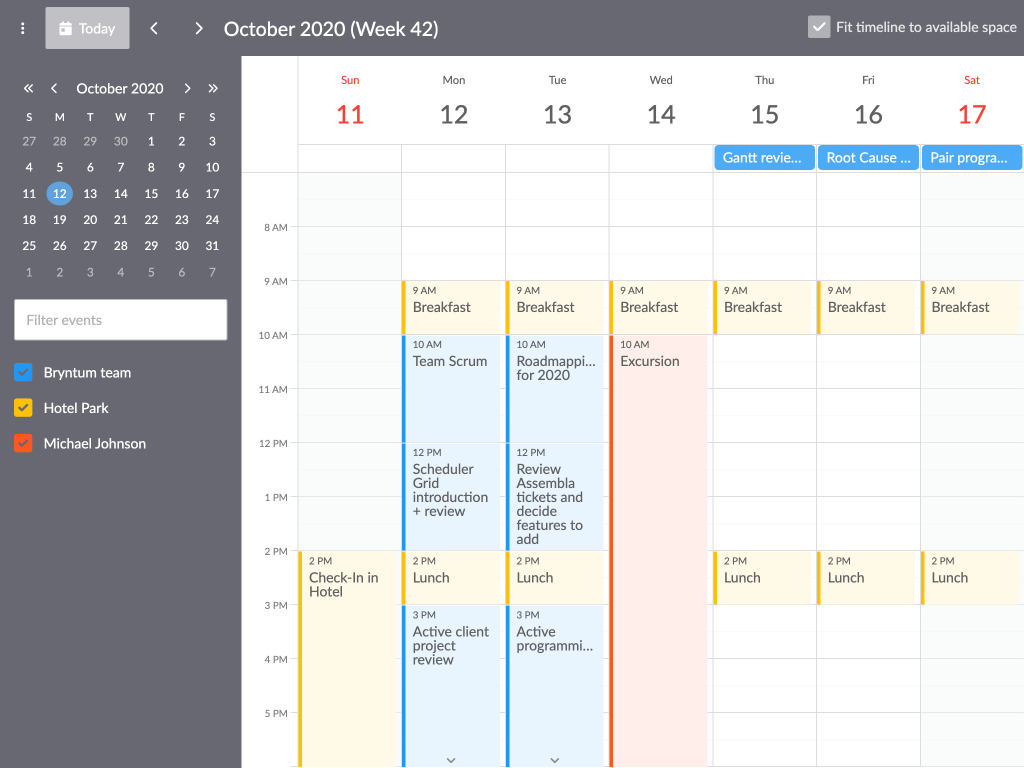 Today
October 2020 (Week 42)
Fit timeline to available space
October 2020
S M T W T F S
27 28 29 30 1 2 3
4 5 6 7 8 9 10
11 12 13 14 15 16 17
18 19 20 21 22 23 24
25 26 27 28 29 30 31
1 2 3 4 5 6 7
Filter events
Bryntum team
Hotel Park
Michael Johnson
Sun Mon Tue Wed Thu Fri Sat
11 12 13 14 15 16 17
Gantt revie... Root Cause ... Pair progra...
8 AM
9 AM
10 AM
11 AM
12 PM
1 PM
2 PM
3 PM
4 PM
5 PM
2 PM
Check-In in
Hotel
9 AM
Breakfast
10 AM
Team Scrum
12 PM
Scheduler
Grid
introduction
+ review
2 PM
Lunch
3 PM
Active client
project
review
9 AM
Breakfast
10 AM
Roadmappi...
for 2020
12 PM
Review
Assembla
tickets and
decide
features to
add
2 PM
Lunch
3 PM
Active
programmi...
9 AM
Breakfast
10 AM
Excursion
9 AM
Breakfast
2 PM
Lunch
9 AM
Breakfast
2 PM
Lunch
9 AM
Breakfast
2 PM
Lunch